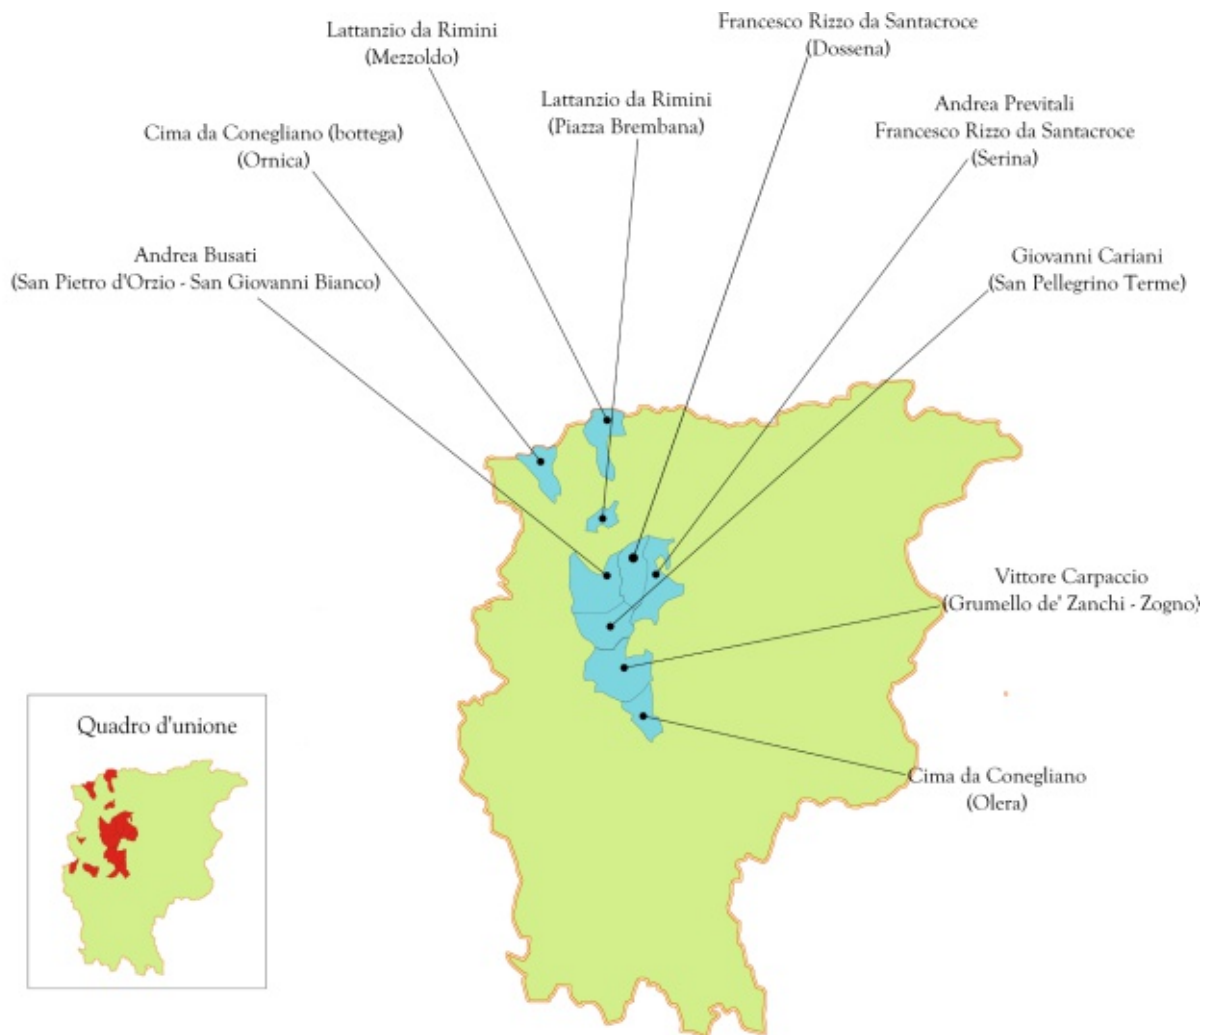 Francesco Rizzo da Santacroce
(Dossena)
Lattanzio da Rimini
(Mezzoldo)
Lattanzio da Rimini
(Piazza Brembana)
Andrea Previtali
Francesco Rizzo da Santacroce
(Serina)
Cima da Conegliano (bottega)
(Ornica)
Andrea Busati
(San Pietro d'Orzio - San Giovanni Bianco)
Giovanni Cariani
(San Pellegrino Terme)
Vittore Carpaccio
(Grumello de' Zanchi - Zogno)
Quadro d'unione
Cima da Conegliano
(Olera)